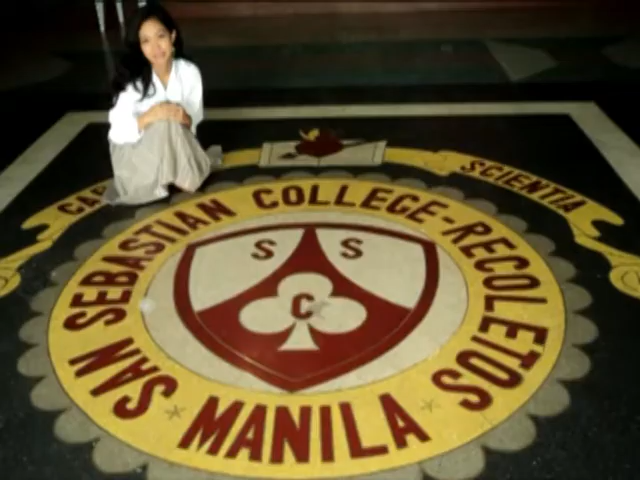 SCIENTIA
SAN SEBASTIAN COLLEGE-RECOLETOS
S S
C
MANILA